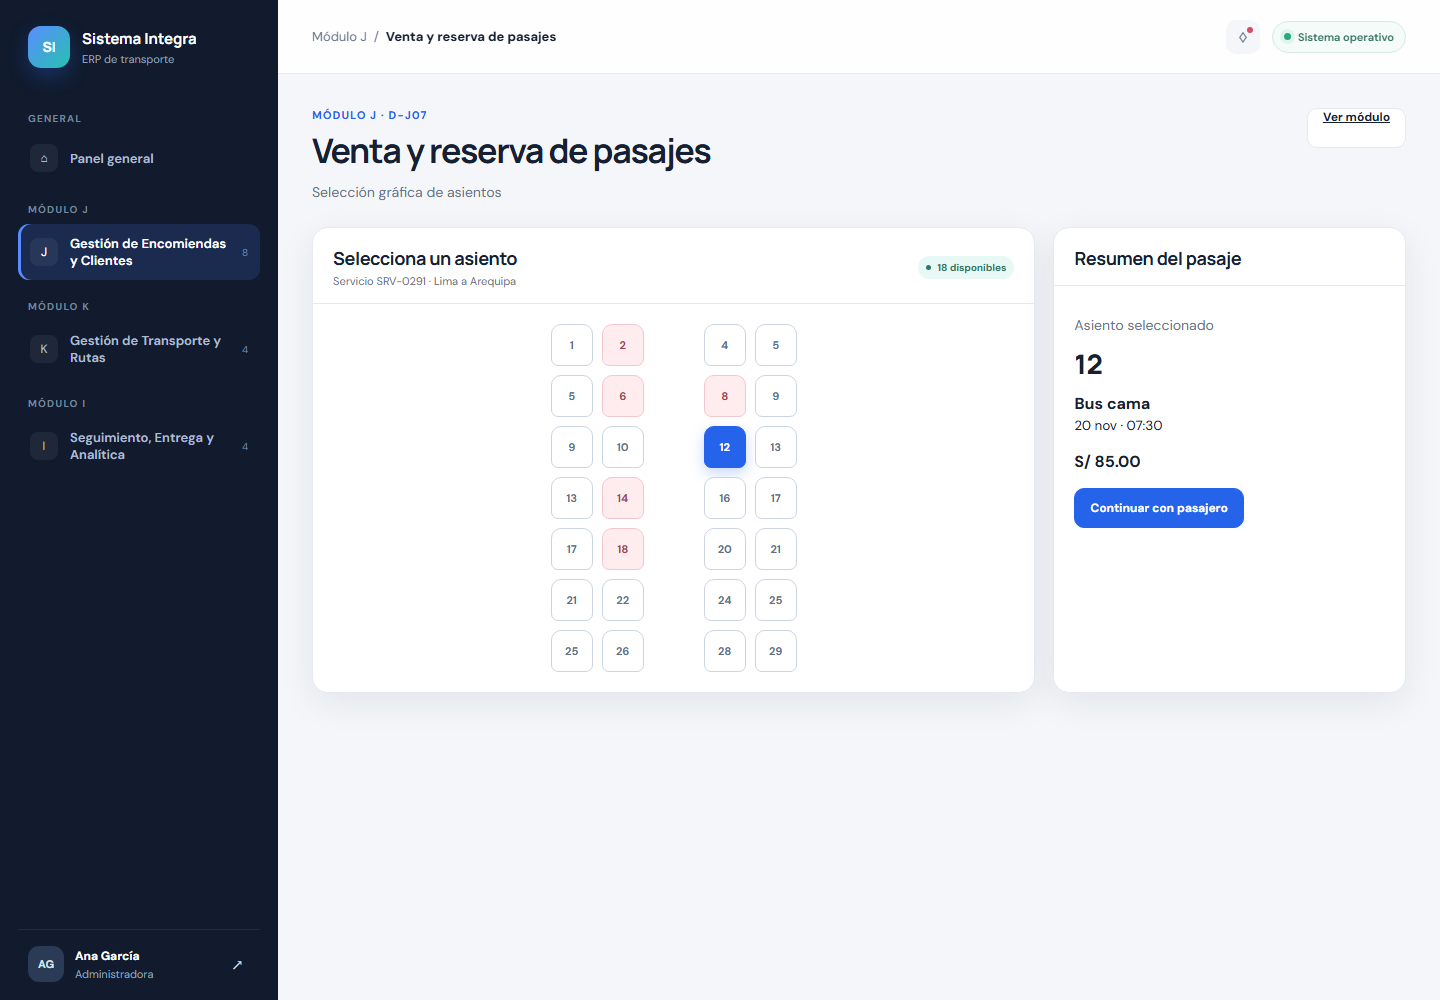 SI
Sistema Integra
ERP de transporte
GENERAL
⌂ Panel general
MÓDULO J
J Gestión de Encomiendas y Clientes 8
MÓDULO K
K Gestión de Transporte y Rutas 4
MÓDULO I
I Seguimiento, Entrega y Analítica 4
AG
Ana García
Administradora
↗
Módulo J / Venta y reserva de pasajes
◊
Sistema operativo
MÓDULO J · D-J07
Venta y reserva de pasajes
Selección gráfica de asientos
Ver módulo
Selecciona un asiento
Servicio SRV-0291 · Lima a Arequipa
18 disponibles
1 2 4 5
5 6 8 9
9 10 12 13
13 14 16 17
17 18 20 21
21 22 24 25
25 26 28 29
Resumen del pasaje
Asiento seleccionado
12
Bus cama
20 nov · 07:30
S/ 85.00
Continuar con pasajero